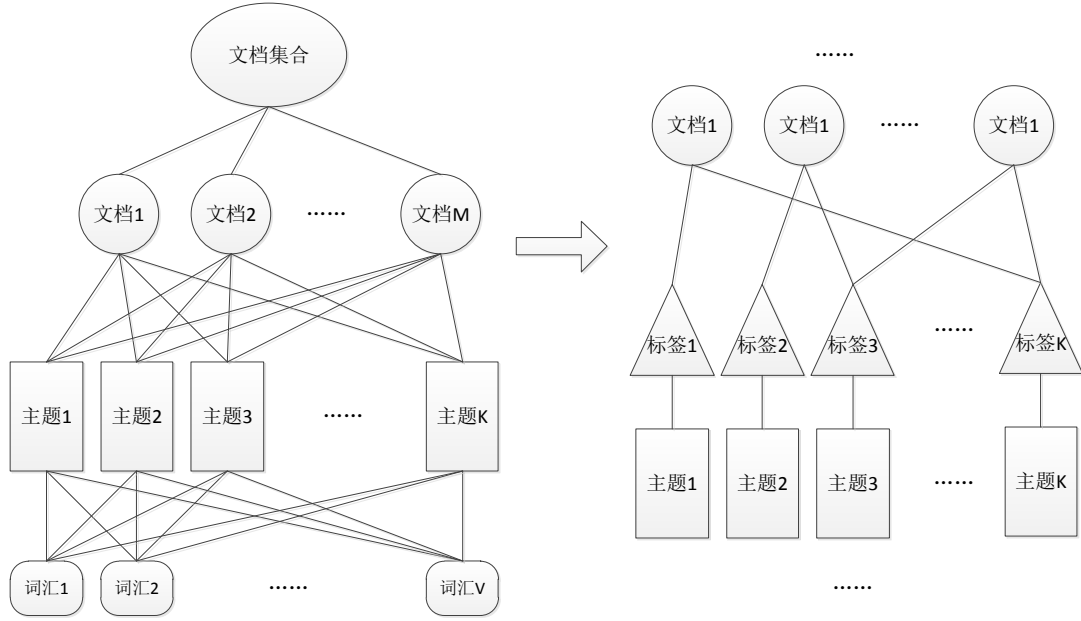 文档集合
文档1
文档2
……
文档M
主题1
主题2
主题3
……
主题K
词汇1
词汇2
……
词汇V
……
文档1
文档1
……
文档1
标签1
标签2
标签3
……
标签K
主题1
主题2
主题3
……
主题K
……